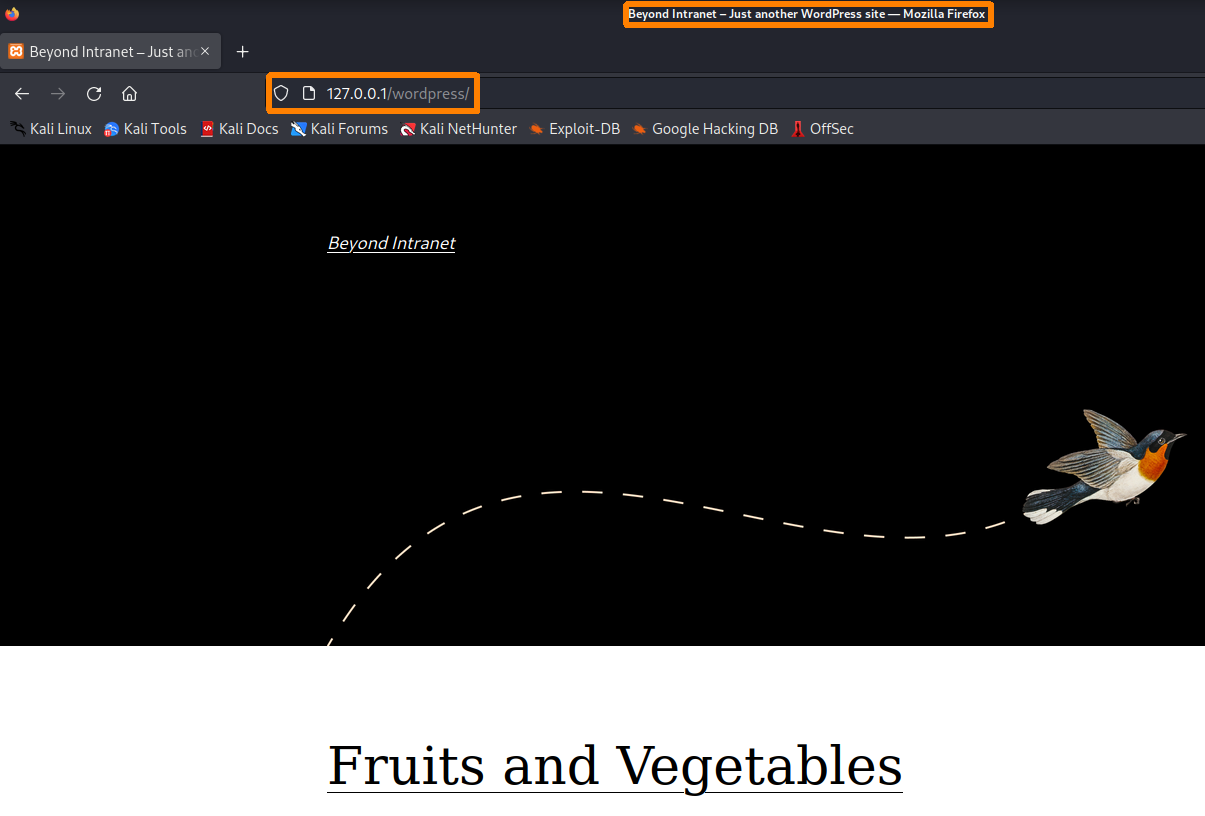 Beyond Intranet – Just another WordPress site — Mozilla Firefox
Beyond Intranet – Just an
127.0.0.1/wordpress/
Kali Linux Kali Tools Kali Docs Kali Forums Kali NetHunter Exploit-DB Google Hacking DB OffSec
Beyond Intranet
Fruits and Vegetables